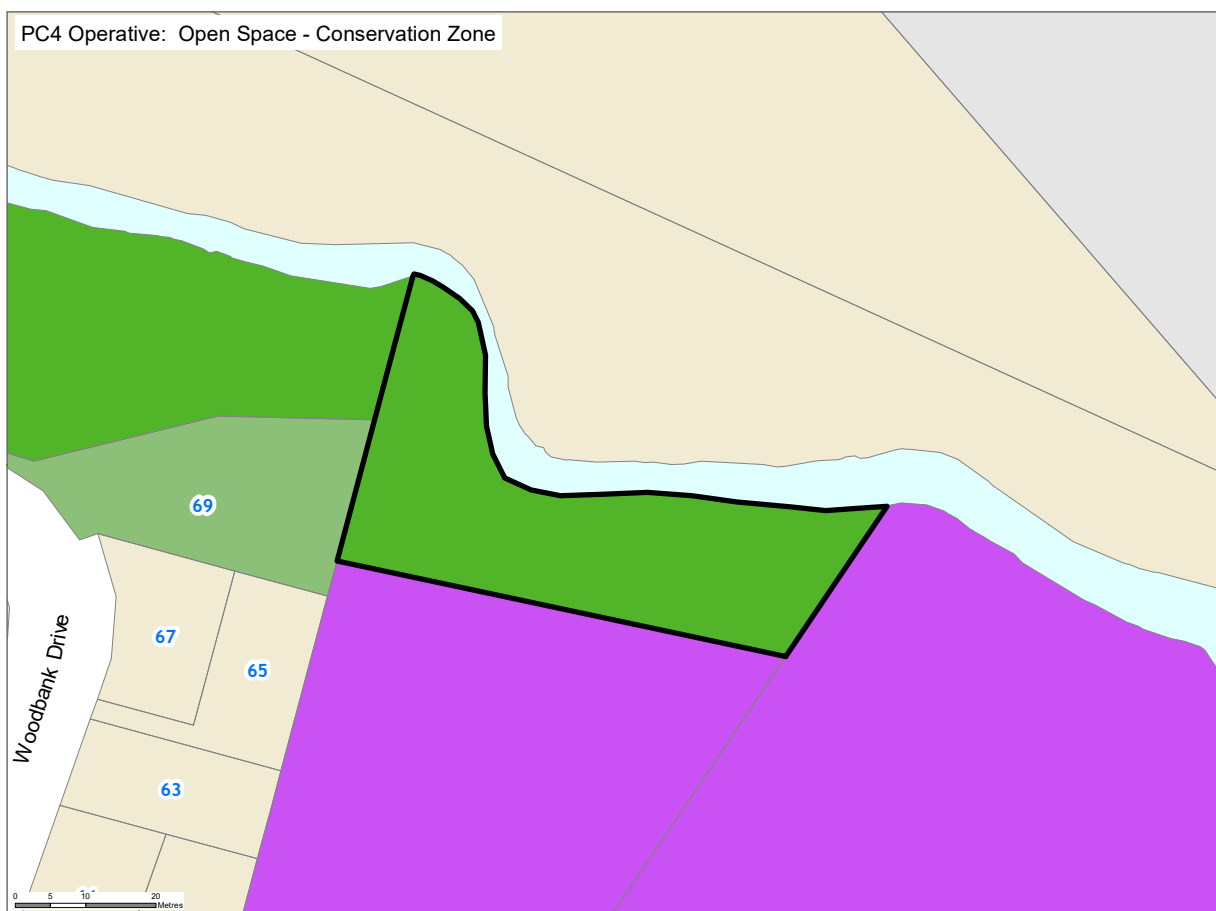 PC4 Operative:  Open Space - Conservation Zone
69
67
65
Woodbank Drive
63
0 5 10 20
Metres